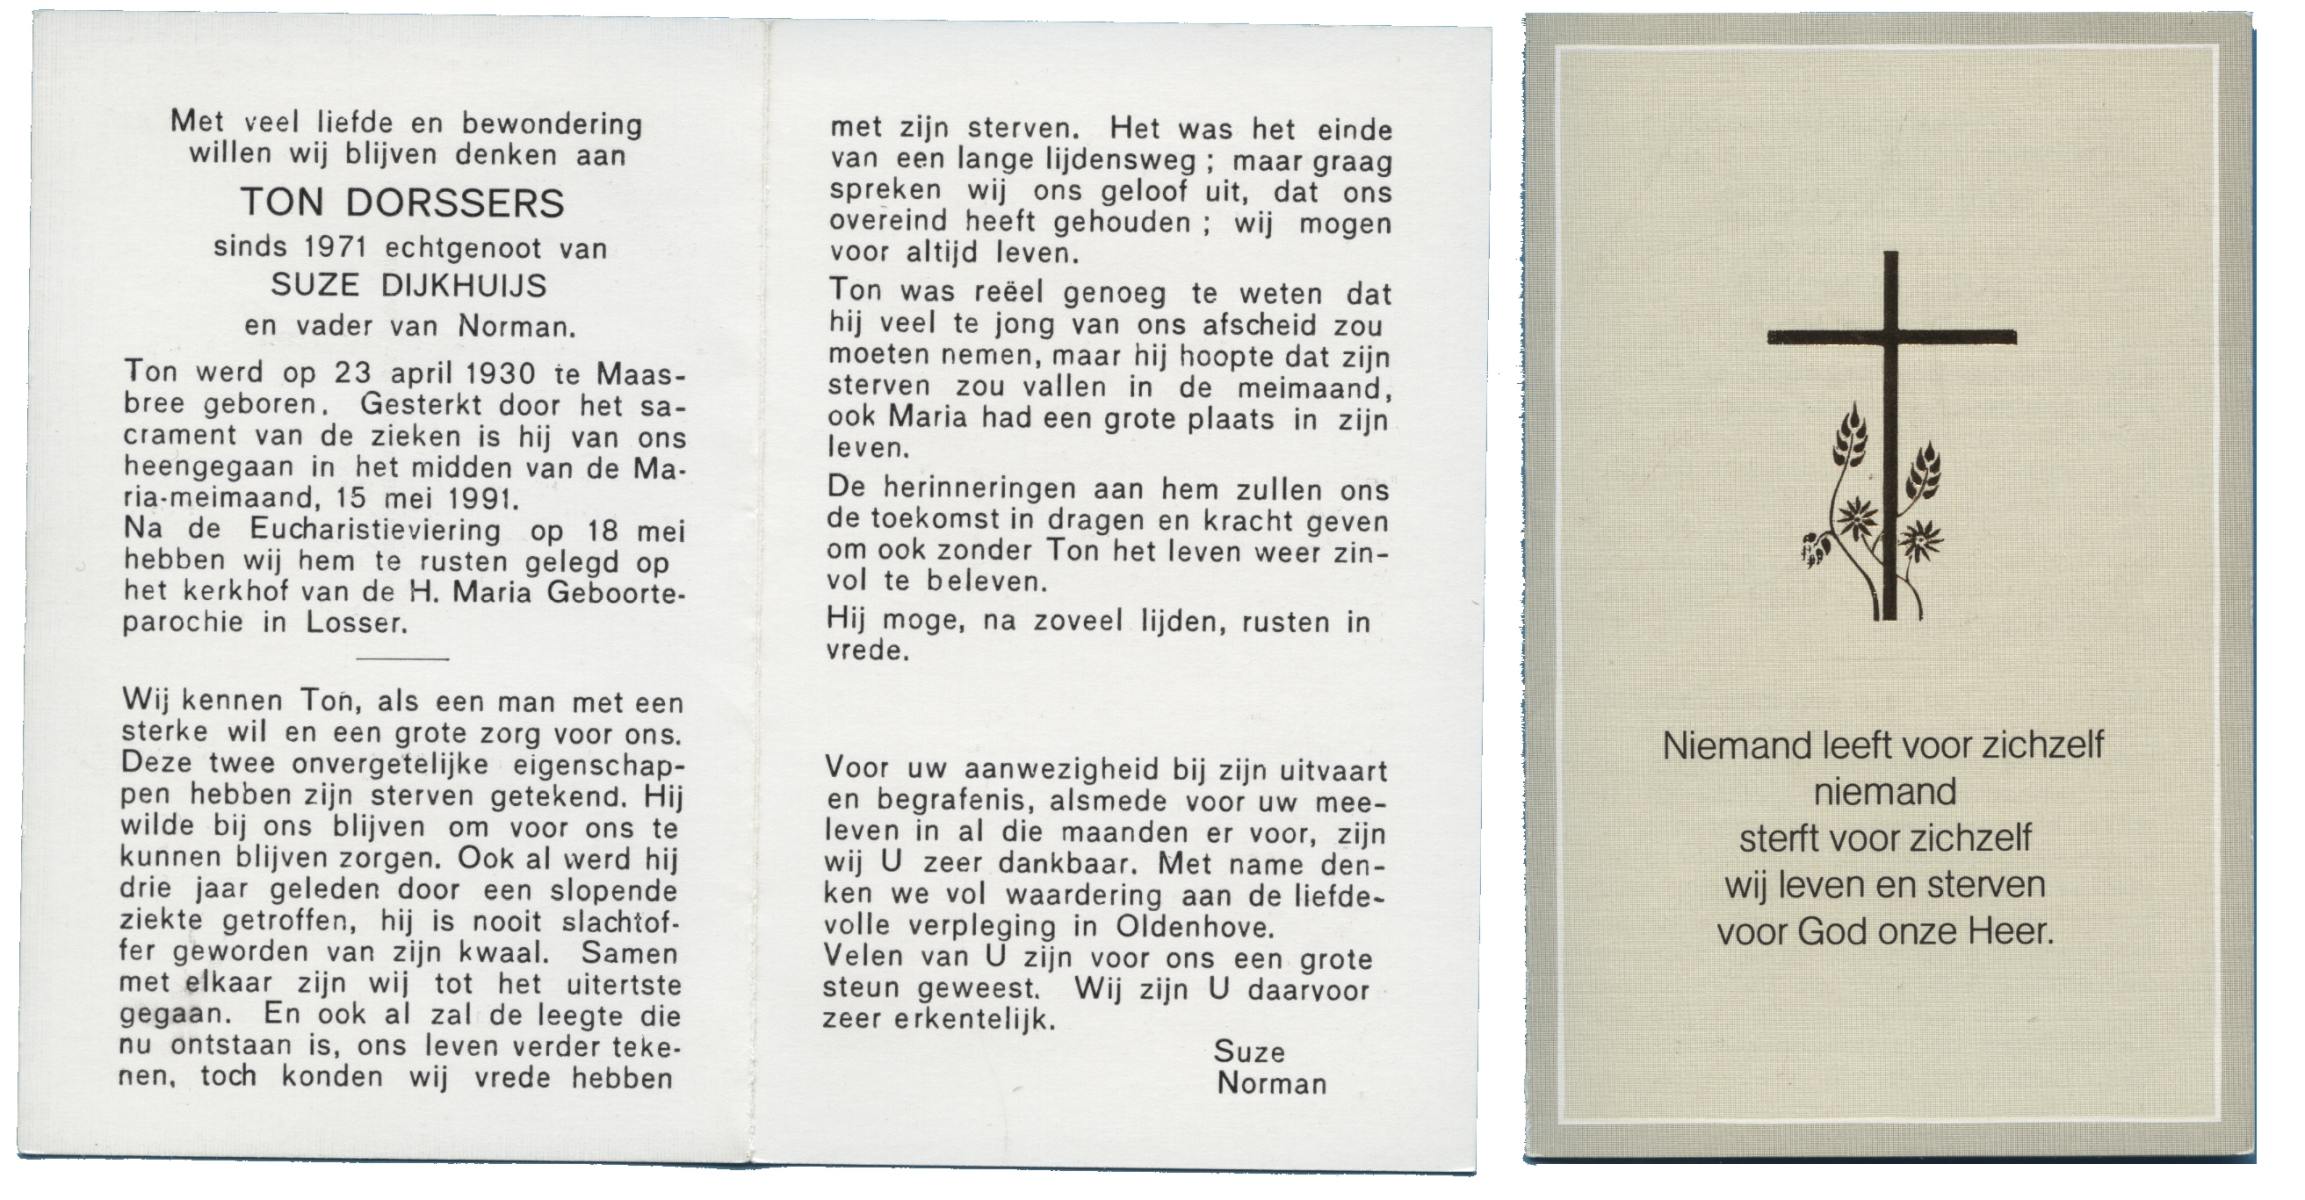 Met veel liefde en bewondering
willen wij blijven denken aan
TON DORSSERS
sinds 1971 echtgenoot van
SUZE DIJKHUIJS
en vader van Norman.
Ton werd op 23 april 1930 te Maas-
bree geboren. Gesterkt door het sa-
crament van de zieken is hij van ons
heengegaan in het midden van de Ma-
ria-meimaand, 15 mei 1991.
Na de Eucharistieviering op 18 mei
hebben wij hem te rusten gelegd op
het kerkhof van de H. Maria Geboorte-
parochie in Losser.
Wij kennen Ton, als een man met een
sterke wil en een grote zorg voor ons.
Deze twee onvergetelijke eigenschap-
pen hebben zijn sterven getekend. Hij
wilde bij ons blijven om voor ons te
kunnen blijven zorgen. Ook al werd hij
drie jaar geleden door een slopende
ziekte getroffen, hij is nooit slachtof-
fer geworden van zijn kwaal. Samen
met elkaar zijn wij tot het uitertste
gegaan. En ook al zal de leegte die
nu ontstaan is, ons leven verder teke-
nen, toch konden wij vrede hebben
met zijn sterven. Het was het einde
van een lange lijdensweg ; maar graag
spreken wij ons geloof uit, dat ons
overeind heeft gehouden ; wij mogen
voor altijd leven.
Ton was reëel genoeg te weten dat
hij veel te jong van ons afscheid zou
moeten nemen, maar hij hoopte dat zijn
sterven zou vallen in de meimaand,
ook Maria had een grote plaats in zijn
leven.
De herinneringen aan hem zullen ons
de toekomst in dragen en kracht geven
om ook zonder Ton het leven weer zin-
vol te beleven.
Hij moge, na zoveel lijden, rusten in
vrede.
Voor uw aanwezigheid bij zijn uitvaart
en begrafenis, alsmede voor uw mee-
leven in al die maanden er voor, zijn
wij U zeer dankbaar. Met name den-
ken we vol waardering aan de liefde-
volle verpleging in Oldenhove.
Velen van U zijn voor ons een grote
steun geweest. Wij zijn U daarvoor
zeer erkentelijk.
Suze
Norman
Niemand leeft voor zichzelf
niemand
sterft voor zichzelf
wij leven en sterven
voor God onze Heer.